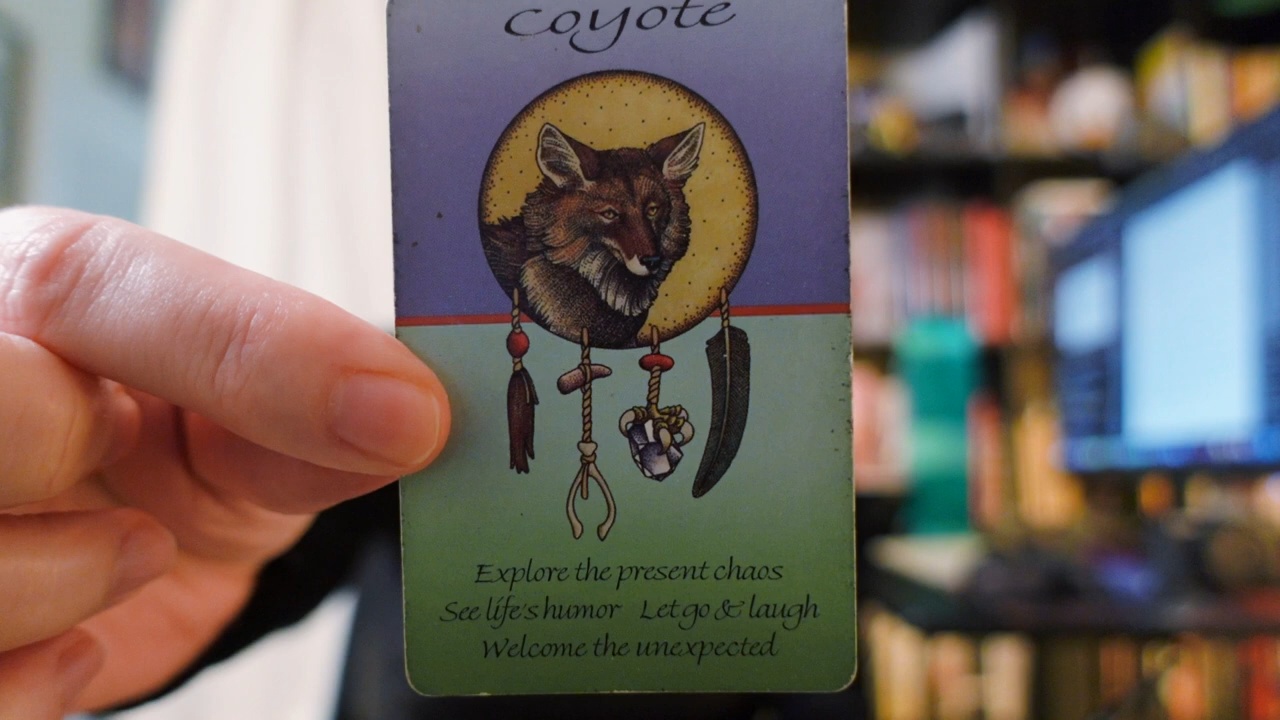 Coyote
Explore the present chaos
See life's humor Let go & laugh
Welcome the unexpected